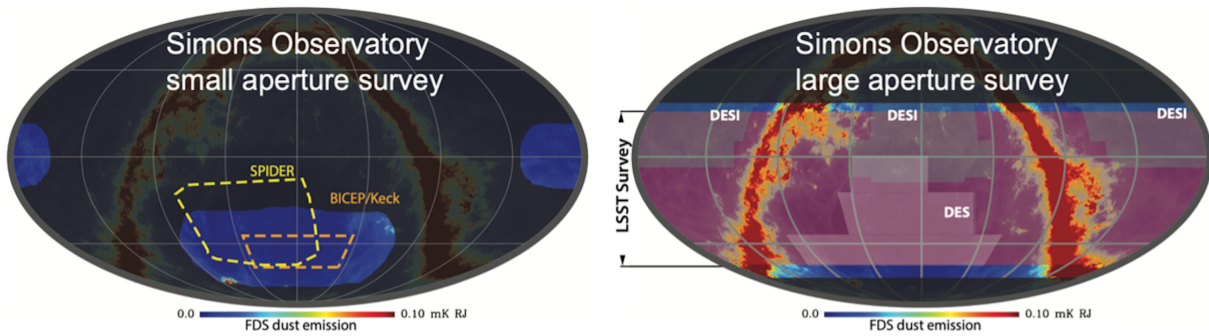 Simons Observatory
small aperture survey
SPIDER
BICEP/Keck
0.0 0.10 mK RJ
FDS dust emission
Simons Observatory
large aperture survey
DESI DESI DESI
LSST Survey
DES
0.0 0.10 mK RJ
FDS dust emission